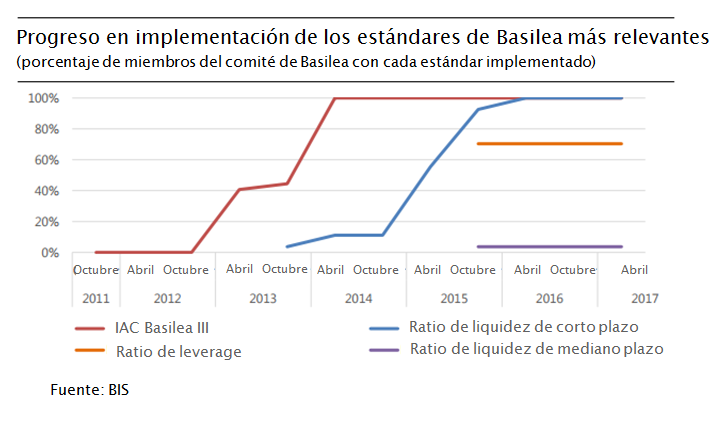 Progreso en implementación de los estándares de Basilea más relevantes
(porcentaje de miembros del comité de Basilea con cada estándar implementado)
100%
80%
60%
40%
20%
0%
Octubre Abril Octubre Abril Octubre Abril Octubre Abril Octubre Abril Octubre Abril
2011 2012 2013 2014 2015 2016 2017
IAC Basilea III
Ratio de liquidez de corto plazo
Ratio de leverage
Ratio de liquidez de mediano plazo
Fuente: BIS